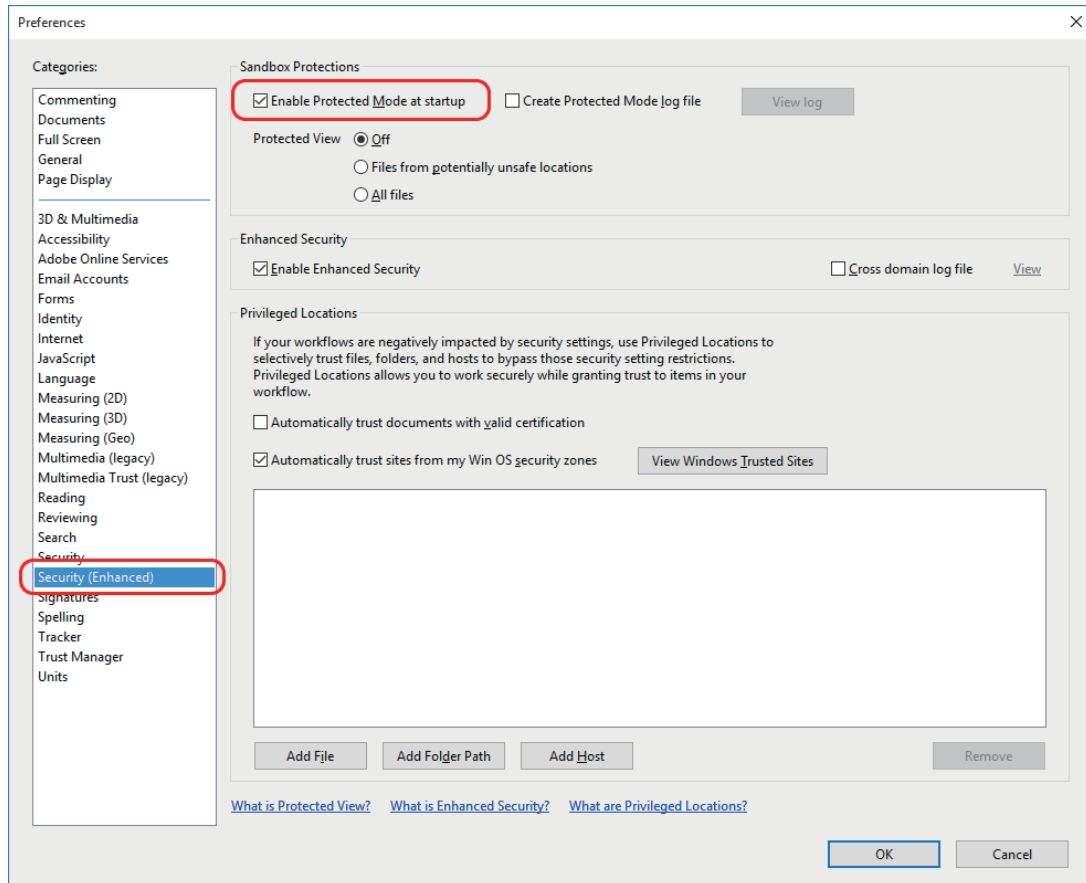 Preferences
Categories:
Commenting
Documents
Full Screen
General
Page Display
3D & Multimedia
Accessibility
Adobe Online Services
Email Accounts
Forms
Identity
Internet
JavaScript
Language
Measuring (2D)
Measuring (3D)
Measuring (Geo)
Multimedia (legacy)
Multimedia Trust (legacy)
Reading
Reviewing
Search
Security
Security (Enhanced)
Signatures
Spelling
Tracker
Trust Manager
Units
Sandbox Protections
Enable Protected Mode at startup Create Protected Mode log file View log
Protected View Off
Files from potentially unsafe locations
All files
Enhanced Security
Enable Enhanced Security Cross domain log file View
Privileged Locations
If your workflows are negatively impacted by security settings, use Privileged Locations to
selectively trust files, folders, and hosts to bypass those security setting restrictions.
Privileged Locations allows you to work securely while granting trust to items in your
workflow.
Automatically trust documents with valid certification
Automatically trust sites from my Win OS security zones View Windows Trusted Sites
Add File Add Folder Path Add Host Remove
What is Protected View? What is Enhanced Security? What are Privileged Locations?
OK Cancel